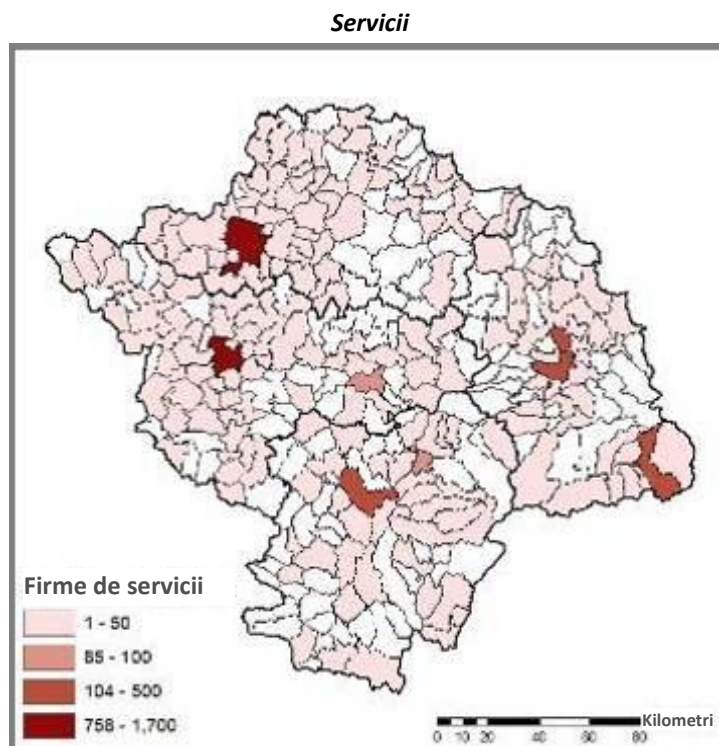 Servicii
Firme de servicii
1 - 50
85 - 100
104 - 500
758 - 1,700
Kilometri
0 10 20 40 60 80